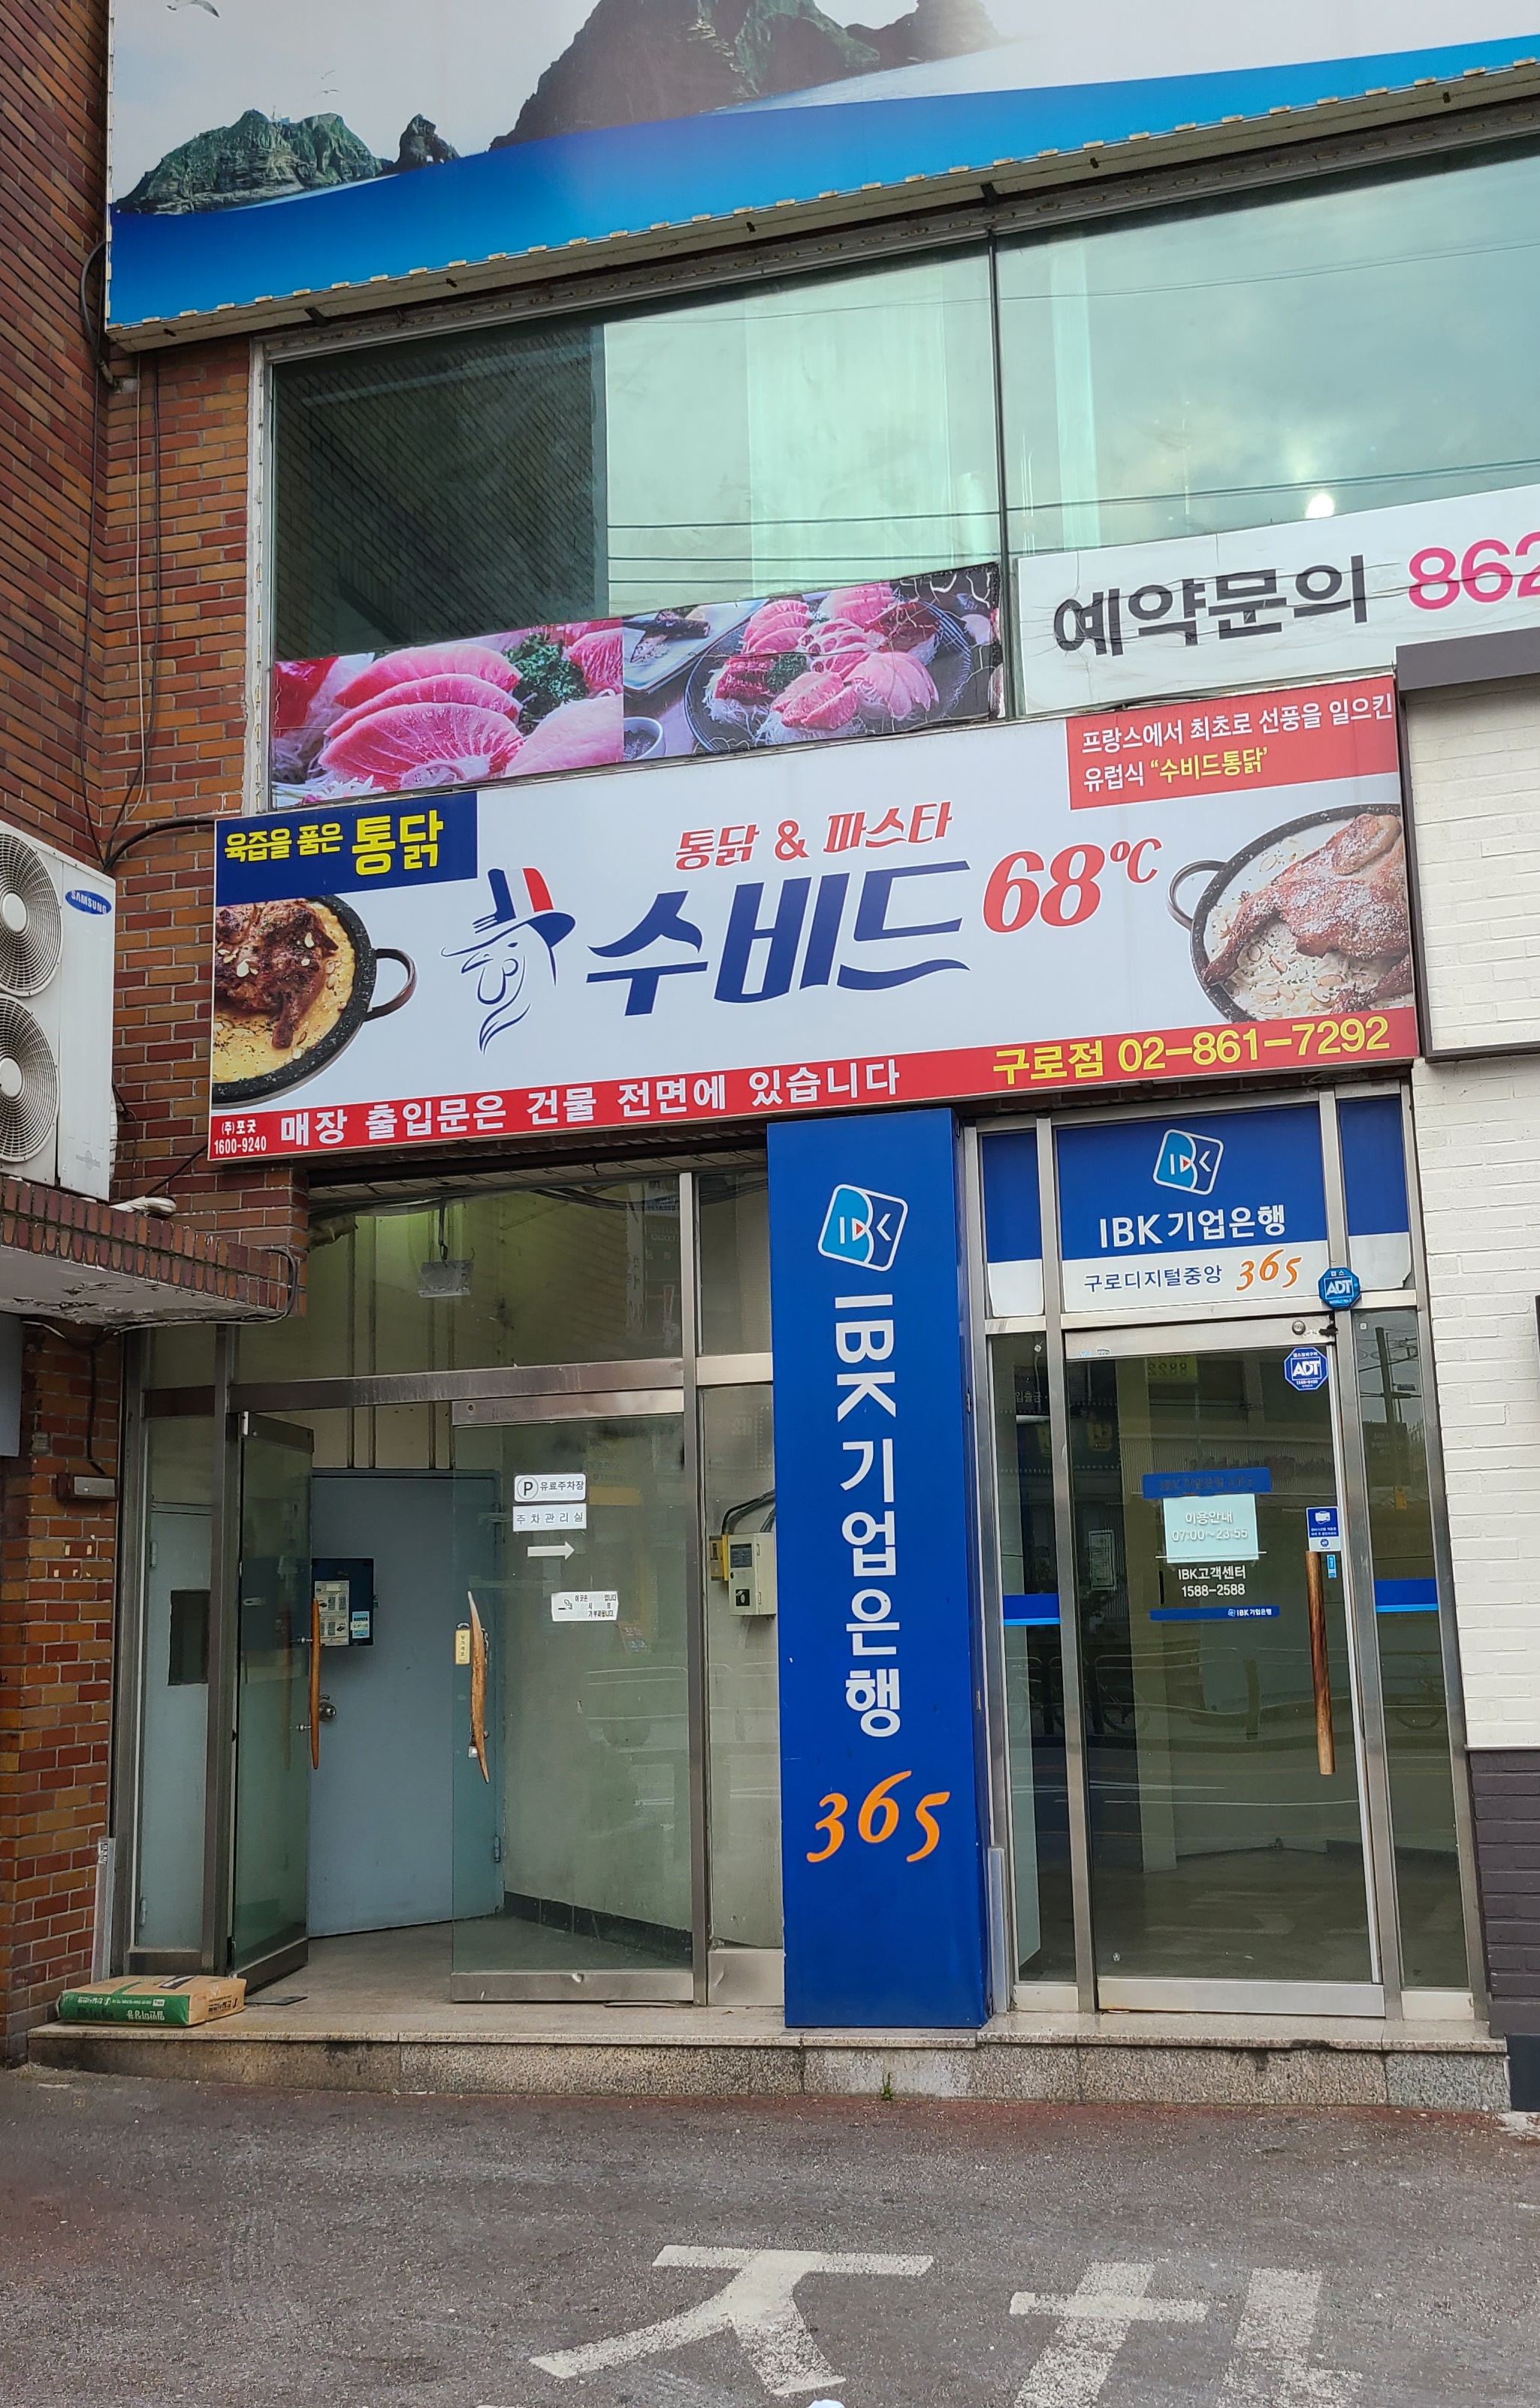 예약문의 862
프랑스에서 최초로 선풍을 일으킨
유럽식 “수비드통닭’
육즙을 품은 통닭
통닭 & 파스타
수비드 68℃
SAMSUNG
(주)포굿
1600-9240
매장 출입문은 건물 전면에 있습니다
구로점 02-861-7292
IBK
IBK 기업은행
구로디지털중앙 365
ADT
ADT
IBK
IBK 기업은행
365
P 유료주차장
주차관리실
이용안내
07:00~23:55
IBK고객센터
1588-2588
IBK 기업은행